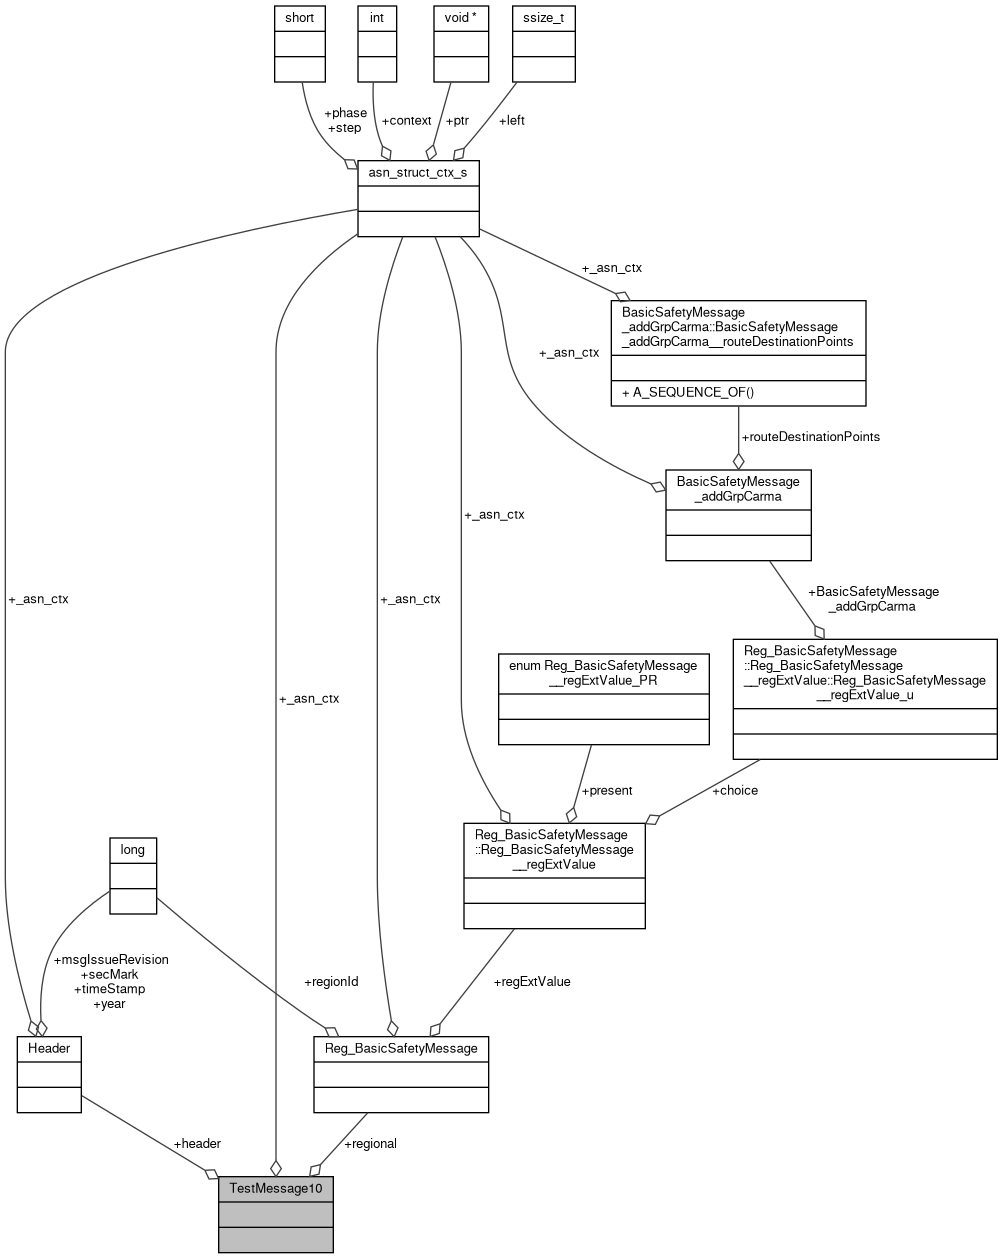 short
int
void *
ssize_t
+phase
+step
+context
+ptr
+left
asn_struct_ctx_s
+_asn_ctx
BasicSafetyMessage
_addGrpCarma::BasicSafetyMessage
_addGrpCarma__routeDestinationPoints
+ A_SEQUENCE_OF()
+_asn_ctx
+routeDestinationPoints
BasicSafetyMessage
_addGrpCarma
+_asn_ctx
+_asn_ctx
+_asn_ctx
+BasicSafetyMessage
_addGrpCarma
Reg_BasicSafetyMessage
::Reg_BasicSafetyMessage
__regExtValue::Reg_BasicSafetyMessage
__regExtValue_u
enum Reg_BasicSafetyMessage
__regExtValue_PR
+_asn_ctx
+present
+choice
Reg_BasicSafetyMessage
::Reg_BasicSafetyMessage
__regExtValue
long
+msgIssueRevision
+secMark
+timeStamp
+year
+regionId
+regExtValue
Header
Reg_BasicSafetyMessage
+header
+regional
TestMessage10